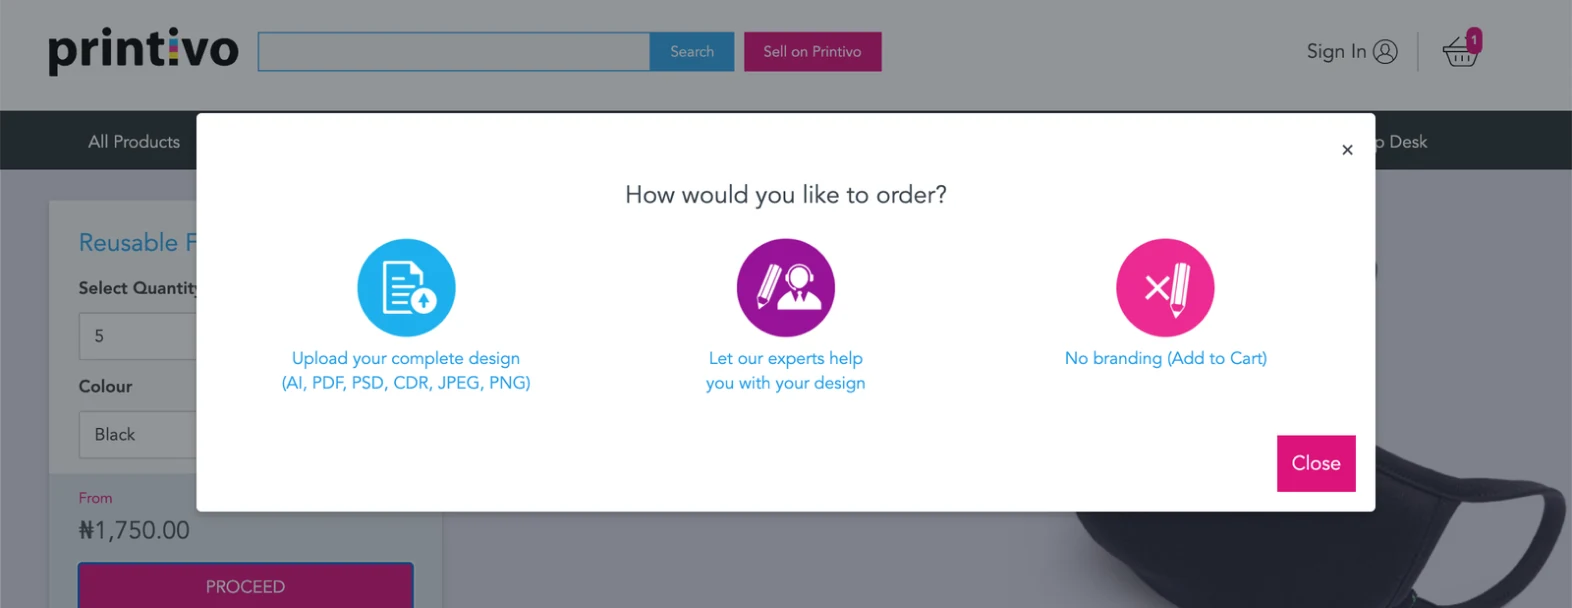 printivo
Search
Sell on Printivo
Sign In
1
All Products
p Desk
×
How would you like to order?
Reusable F
Select Quantity
5
Colour
Black
Upload your complete design
(AI, PDF, PSD, CDR, JPEG, PNG)
Let our experts help
you with your design
No branding (Add to Cart)
Close
From
₦1,750.00
PROCEED